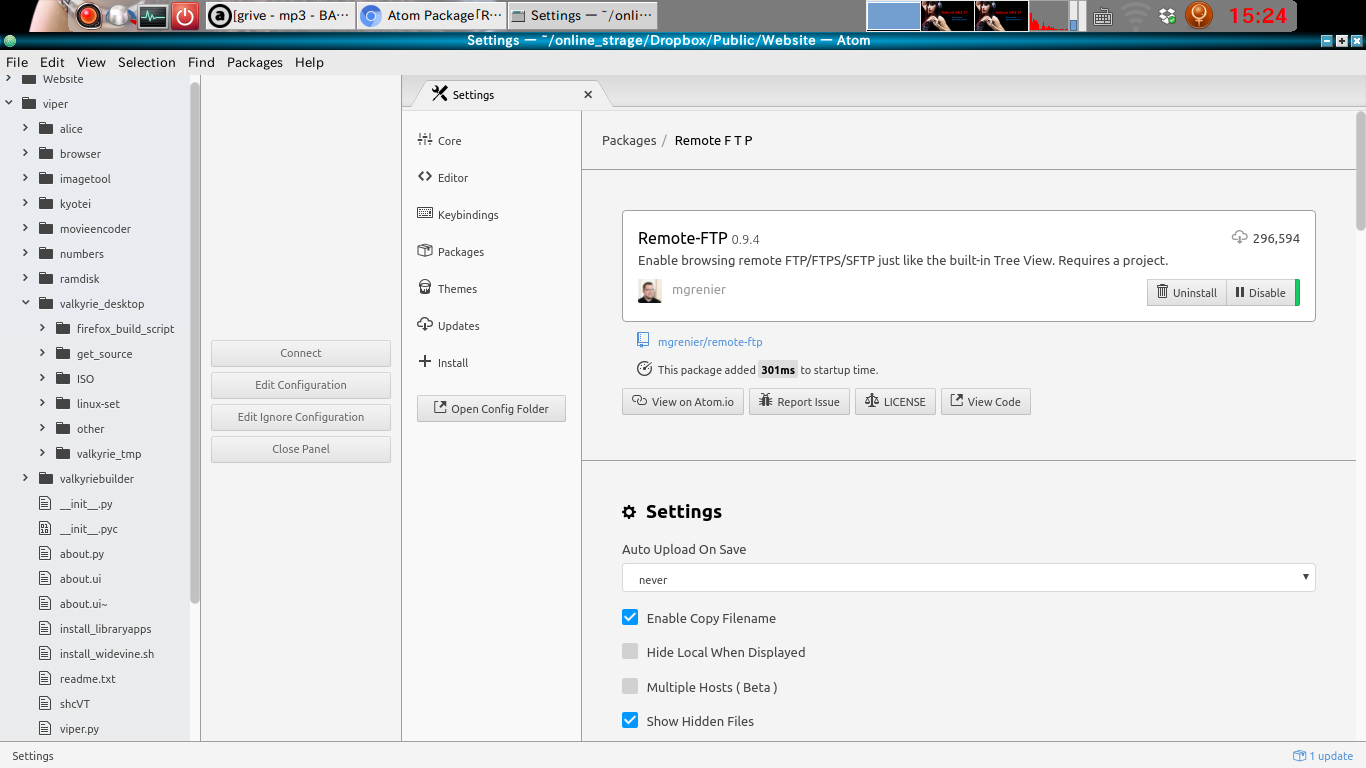 [grive - mp3 - BA...
Atom Package「R...
Settings — ~/onli...
15:24
Settings — ~/online_strage/Dropbox/Public/Website — Atom
File Edit View Selection Find Packages Help
Website
viper
alice
browser
imagetool
kyotei
movieencoder
numbers
ramdisk
valkyrie_desktop
firefox_build_script
get_source
ISO
linux-set
other
valkyrie_tmp
valkyriebuilder
__init__.py
__init__.pyc
about.py
about.ui
about.ui~
install_libraryapps
install_widevine.sh
readme.txt
shcVT
viper.py
Connect
Edit Configuration
Edit Ignore Configuration
Close Panel
Settings
Core
Editor
Keybindings
Packages
Themes
Updates
Install
Open Config Folder
Packages / Remote F T P
Remote-FTP 0.9.4
296,594
Enable browsing remote FTP/FTPS/SFTP just like the built-in Tree View. Requires a project.
mgrenier
Uninstall
Disable
mgrenier/remote-ftp
This package added 301ms to startup time.
View on Atom.io
Report Issue
LICENSE
View Code
Settings
Auto Upload On Save
never
Enable Copy Filename
Hide Local When Displayed
Multiple Hosts ( Beta )
Show Hidden Files
Settings
1 update